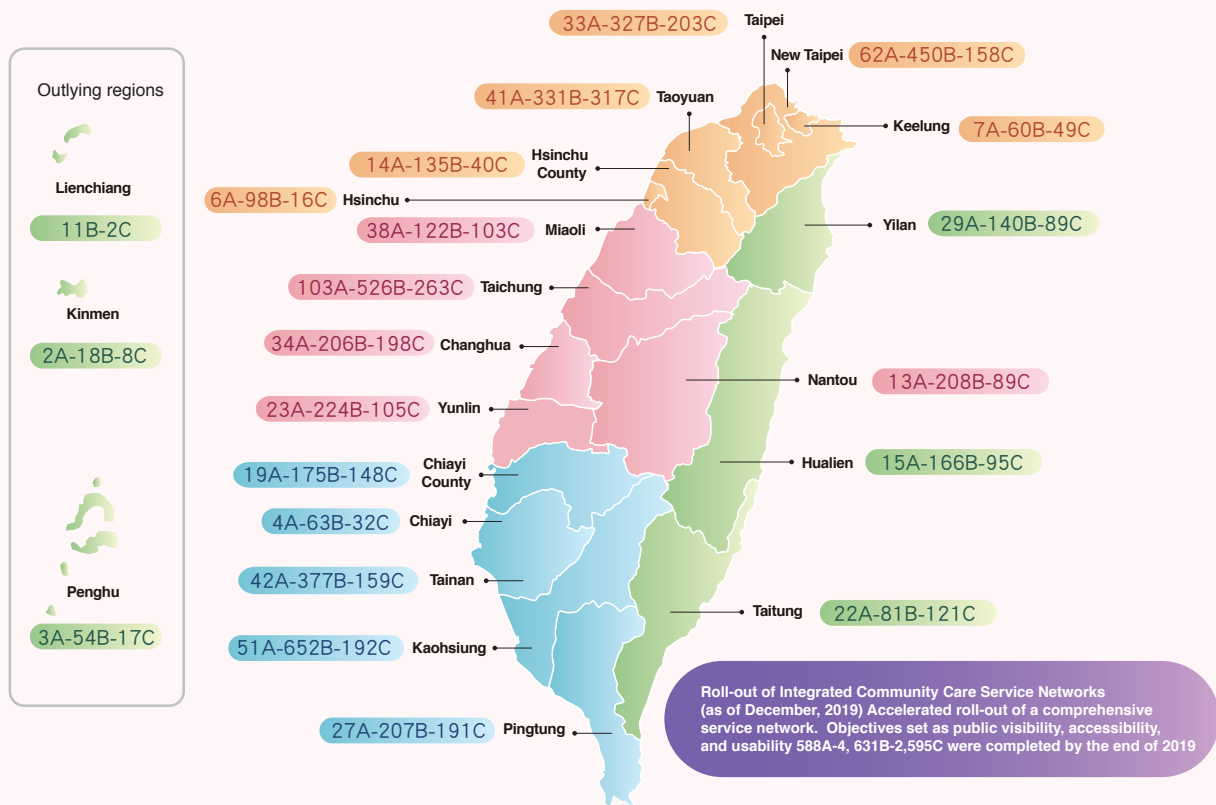 33A-327B-203C
Taipei
New Taipei
62A-450B-158C
41A-331B-317C
Taoyuan
Keelung
7A-60B-49C
14A-135B-40C
Hsinchu
County
6A-98B-16C
Hsinchu
38A-122B-103C
Miaoli
Yilan
29A-140B-89C
103A-526B-263C
Taichung
34A-206B-198C
Changhua
Nantou
13A-208B-89C
23A-224B-105C
Yunlin
19A-175B-148C
Chiayi
County
Hualien
15A-166B-95C
4A-63B-32C
Chiayi
42A-377B-159C
Tainan
Taitung
22A-81B-121C
51A-652B-192C
Kaohsiung
27A-207B-191C
Pingtung
Outlying regions
Lienchiang
11B-2C
Kinmen
2A-18B-8C
Penghu
3A-54B-17C
Roll-out of Integrated Community Care Service Networks
(as of December, 2019) Accelerated roll-out of a comprehensive
service network. Objectives set as public visibility, accessibility,
and usability 588A-4, 631B-2,595C were completed by the end of 2019